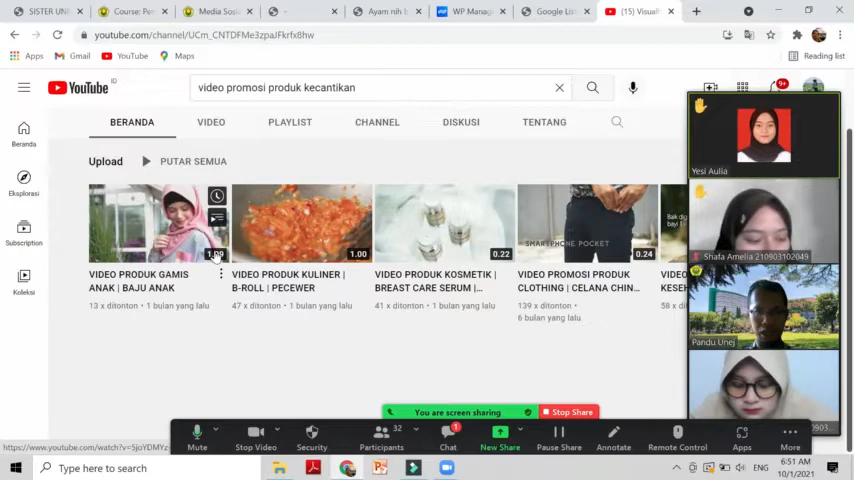 SISTER UN
Course: Per
Media Sosi
Ayam nih b
WP Manag
Google List
(15) Visual
youtube.com/channel/UCm_CNTDFMe3zpaJFkrfx8hw
Apps
Gmail
YouTube
Maps
Reading list
YouTube ID
video promosi produk kecantikan
9+
BERANDA
VIDEO
PLAYLIST
CHANNEL
DISKUSI
TENTANG
Beranda
Eksplorasi
Subscription
Koleksi
Upload
PUTAR SEMUA
SMARTPHONE POCKET
Bak dig
1.09
1.00
0.22
0.24
VIDEO PRODUK GAMIS
ANAK | BAJU ANAK
13 x ditonton • 1 bulan yang lalu
VIDEO PRODUK KULINER |
B-ROLL | PECEWER
47 x ditonton • 1 bulan yang lalu
VIDEO PRODUK KOSMETIK |
BREAST CARE SERUM |...
41 x ditonton • 1 bulan yang lalu
VIDEO PROMOSI PRODUK
CLOTHING | CELANA CHIN...
139 x ditonton •
6 bulan yang lalu
VIDEO
KESEH
58 x di
Yesi Aulia
Shafa Amelia 210903102049
Pandu Unej
You are screen sharing
Stop Share
Mute
Stop Video
Security
32
Participants
1
Chat
New Share
Pause Share
Annotate
Remote Control
Apps
More
https://www.youtube.com/watch?v=5joYDMYz
Type here to search
ENG
6:51 AM
10/1/2021